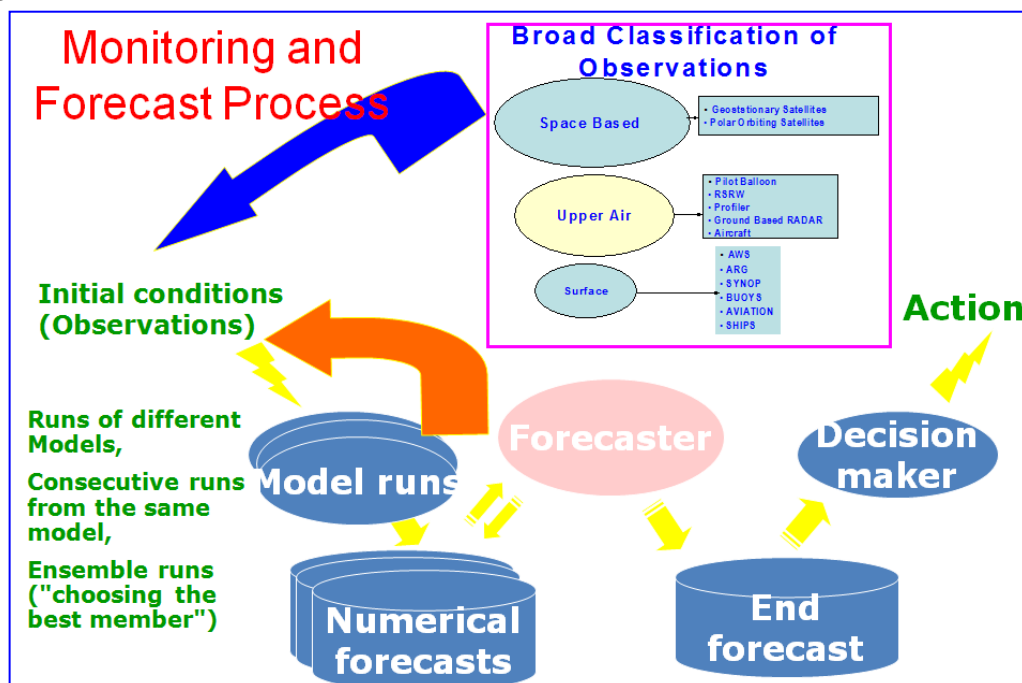 Monitoring and
Forecast Process
Broad Classification of
Observations
Space Based
• Geostestionary Satellites
• Polar Orbiting Satellites
Upper Air
• Pilot Balloon
• RSRW
• Profiler
• Ground Based RADAR
• Aircraft
Surface
• AWS
• ARG
• SYNOP
• BUOYS
• AVIATION
• SHIPS
Initial conditions
(Observations)
Action
Runs of different
Models,
Consecutive runs
from the same
model,
Ensemble runs
("choosing the
best member")
Model runs
Forecaster
Decision
maker
Numerical
forecasts
End
forecast